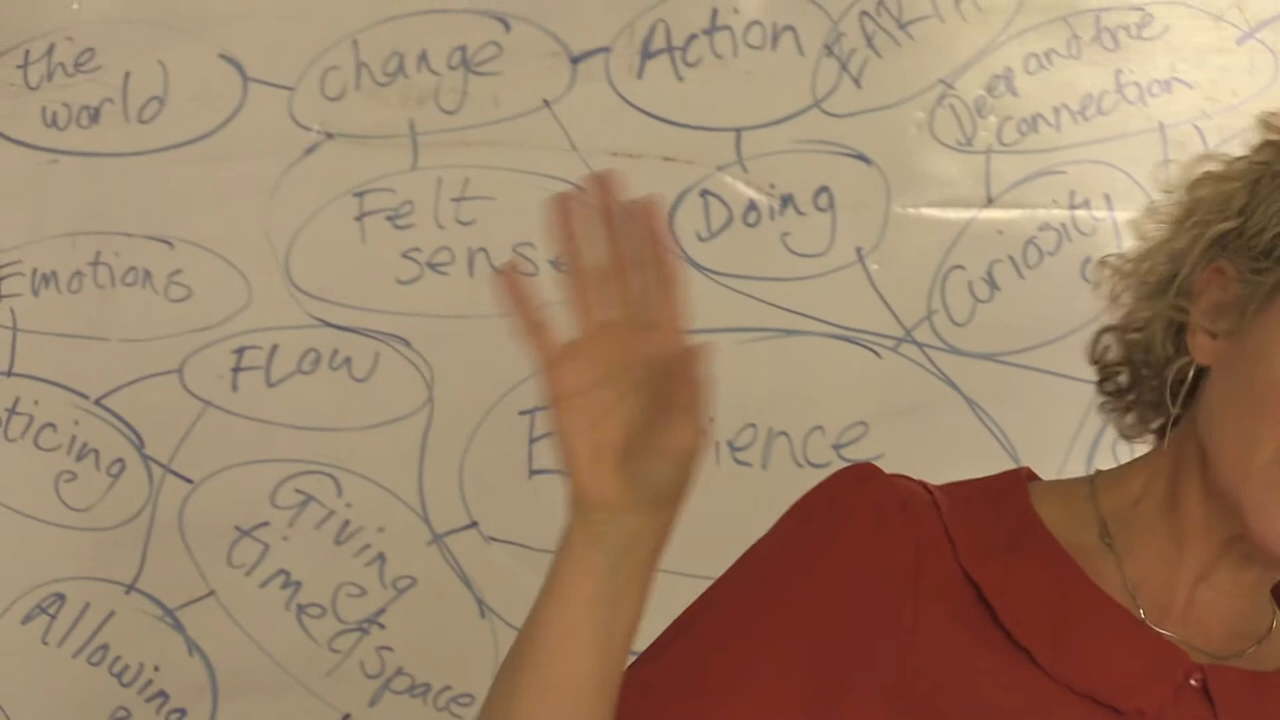 the
world
change
Action
EARTH
Deep and true
connection
Felt
sense
Doing
Curiosity
Emotions
FLOW
ticing
E ience
Giving
time &
space
Allowing